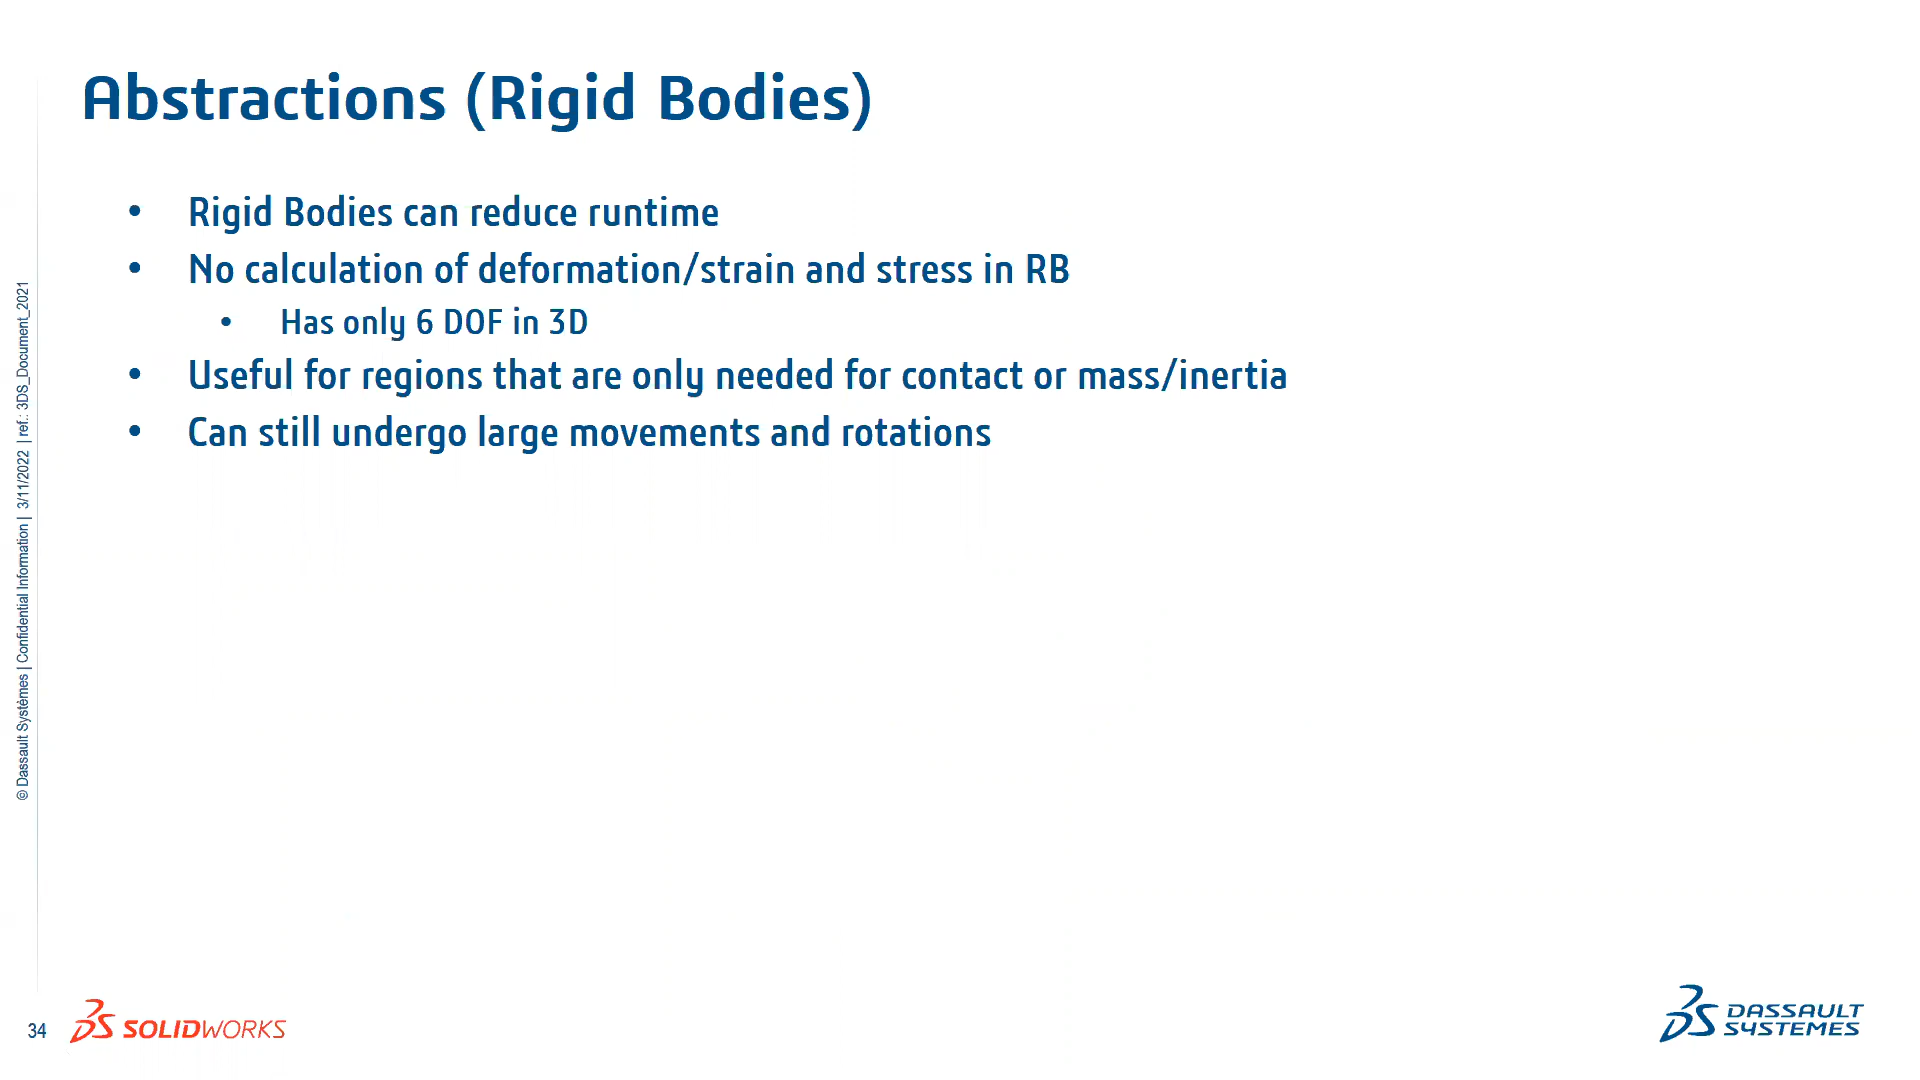 Abstractions (Rigid Bodies)
• Rigid Bodies can reduce runtime
• No calculation of deformation/strain and stress in RB
• Has only 6 DOF in 3D
• Useful for regions that are only needed for contact or mass/inertia
• Can still undergo large movements and rotations
© Dassault Systèmes | Confidential Information | 3/11/2022 | ref.: 3DS_Document_2021
34
SOLIDWORKS
DASSAULT
SYSTEMES